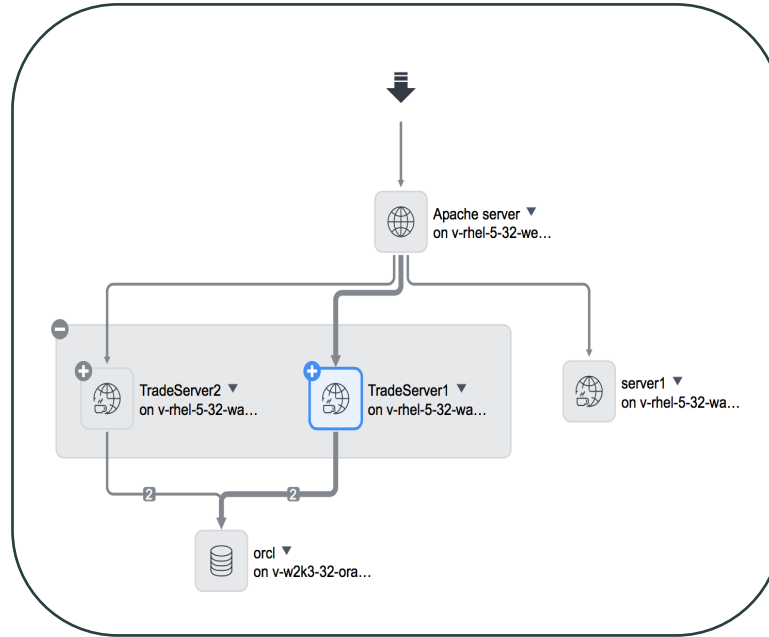 Apache server
on v-rhel-5-32-we...
TradeServer2
on v-rhel-5-32-wa...
TradeServer1
on v-rhel-5-32-wa...
server1
on v-rhel-5-32-wa...
2
2
orcl
on v-w2k3-32-ora...